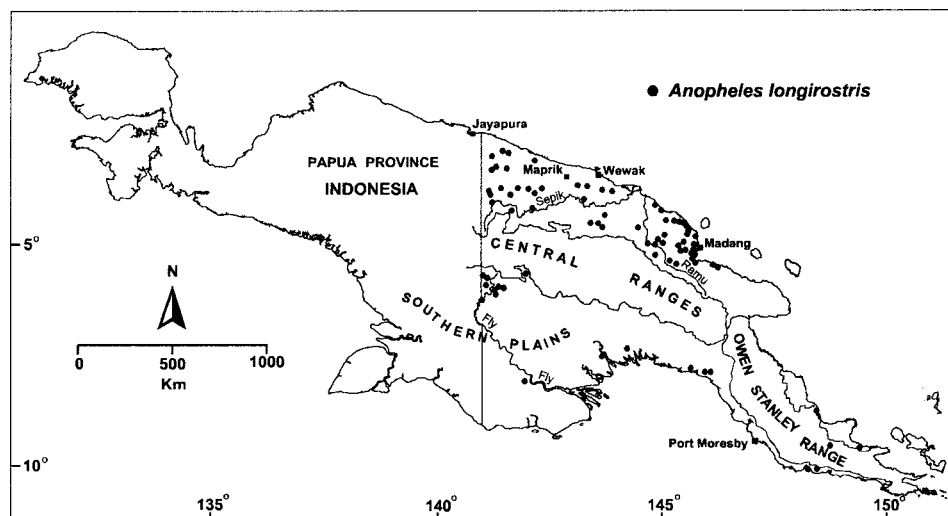 ● Anopheles longirostris
Jayapura
PAPUA PROVINCE
INDONESIA
Maprik
Wewak
Sepik
Madang
Ramu
5°
CENTRAL RANGES
N
SOUTHERN PLAINS
Fly
Fly
0 500 1000
Km
OWEN STANLEY RANGE
Port Moresby
10°
135° 140° 145° 150°